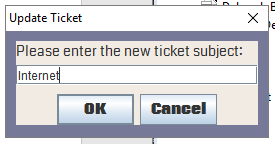 Update Ticket
Please enter the new ticket subject:
Internet
OK
Cancel